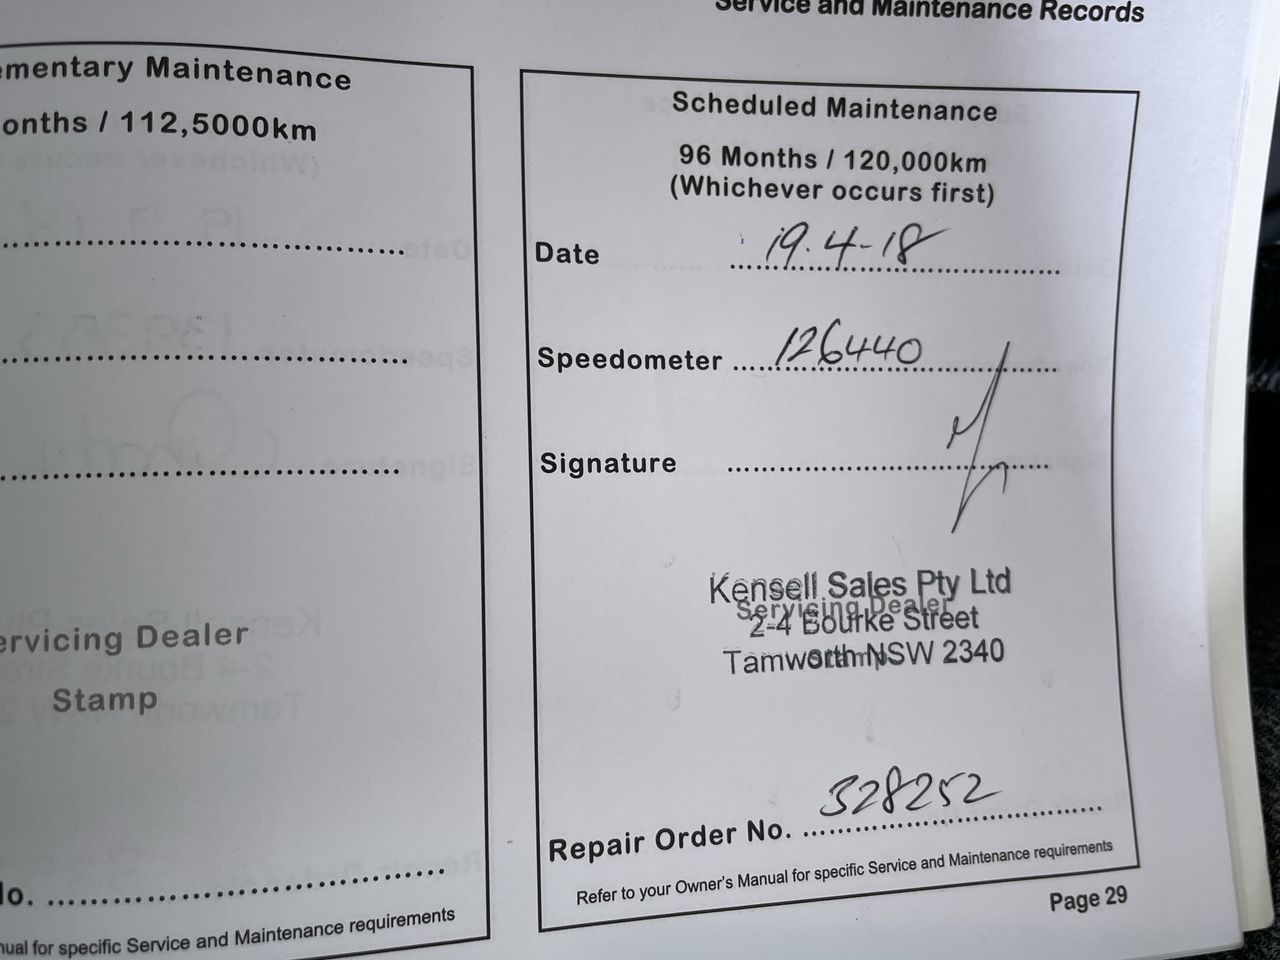 Service and Maintenance Records
ementary Maintenance
onths / 112,5000km
ervicing Dealer
Stamp
lo.
nual for specific Service and Maintenance requirements
Scheduled Maintenance
96 Months / 120,000km
(Whichever occurs first)
Date 19.4-18
Speedometer 126440
Signature
Kensell Sales Pty Ltd
Servicing Dealer
2-4 Bourke Street
Tamworth NSW 2340
Stamp
328252
Repair Order No.
Refer to your Owner's Manual for specific Service and Maintenance requirements
Page 29